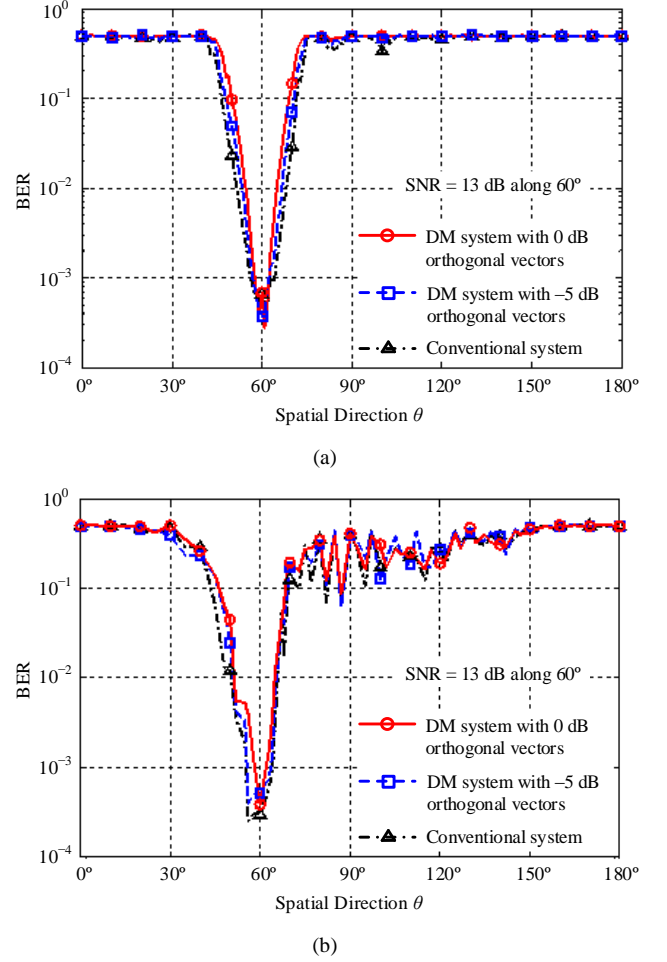 10⁰
10⁻¹
10⁻²
10⁻³
10⁻⁴
BER
SNR = 13 dB along 60º
DM system with 0 dB
orthogonal vectors
DM system with –5 dB
orthogonal vectors
Conventional system
0º 30º 60º 90º 120º 150º 180º
Spatial Direction θ
(a)
10⁰
10⁻¹
10⁻²
10⁻³
10⁻⁴
BER
SNR = 13 dB along 60º
DM system with 0 dB
orthogonal vectors
DM system with –5 dB
orthogonal vectors
Conventional system
0º 30º 60º 90º 120º 150º 180º
Spatial Direction θ
(b)